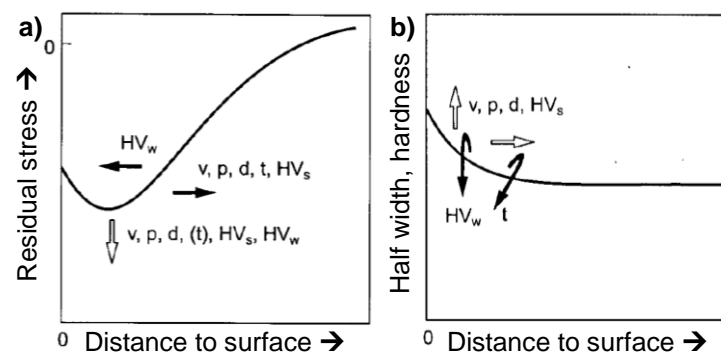 a)
0
Residual stress →
HVw
v, p, d, t, HVs
v, p, d, (t), HVs, HVw
0
Distance to surface →
b)
Half width, hardness
v, p, d, HVs
HVw
t
0
Distance to surface →